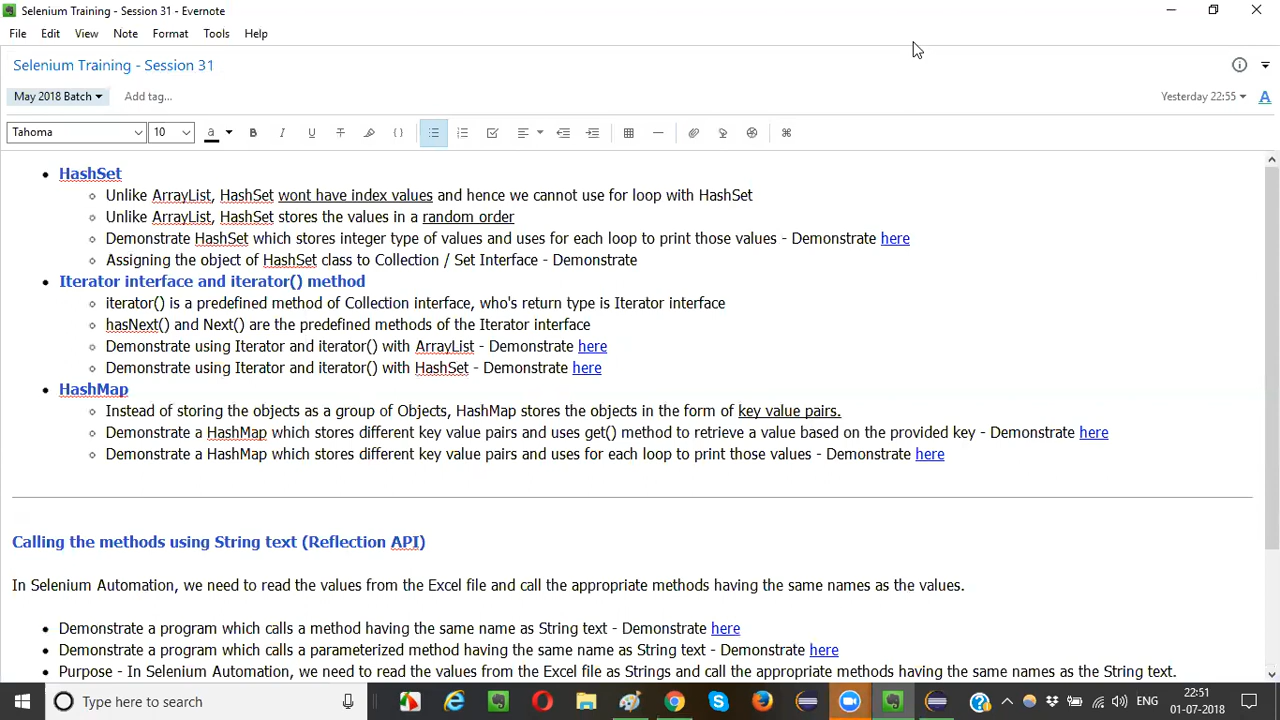 Selenium Training - Session 31 - Evernote
File Edit View Note Format Tools Help
Selenium Training - Session 31
May 2018 Batch Add tag... Yesterday 22:55
Tahoma 10 a B I U T { } A
HashSet
Unlike ArrayList, HashSet wont have index values and hence we cannot use for loop with HashSet
Unlike ArrayList, HashSet stores the values in a random order
Demonstrate HashSet which stores integer type of values and uses for each loop to print those values - Demonstrate here
Assigning the object of HashSet class to Collection / Set Interface - Demonstrate
Iterator interface and iterator() method
iterator() is a predefined method of Collection interface, who's return type is Iterator interface
hasNext() and Next() are the predefined methods of the Iterator interface
Demonstrate using Iterator and iterator() with ArrayList - Demonstrate here
Demonstrate using Iterator and iterator() with HashSet - Demonstrate here
HashMap
Instead of storing the objects as a group of Objects, HashMap stores the objects in the form of key value pairs.
Demonstrate a HashMap which stores different key value pairs and uses get() method to retrieve a value based on the provided key - Demonstrate here
Demonstrate a HashMap which stores different key value pairs and uses for each loop to print those values - Demonstrate here
Calling the methods using String text (Reflection API)
In Selenium Automation, we need to read the values from the Excel file and call the appropriate methods having the same names as the values.
Demonstrate a program which calls a method having the same name as String text - Demonstrate here
Demonstrate a program which calls a parameterized method having the same name as String text - Demonstrate here
Purpose - In Selenium Automation, we need to read the values from the Excel file as Strings and call the appropriate methods having the same names as the String text.
Type here to search ENG 22:51
01-07-2018